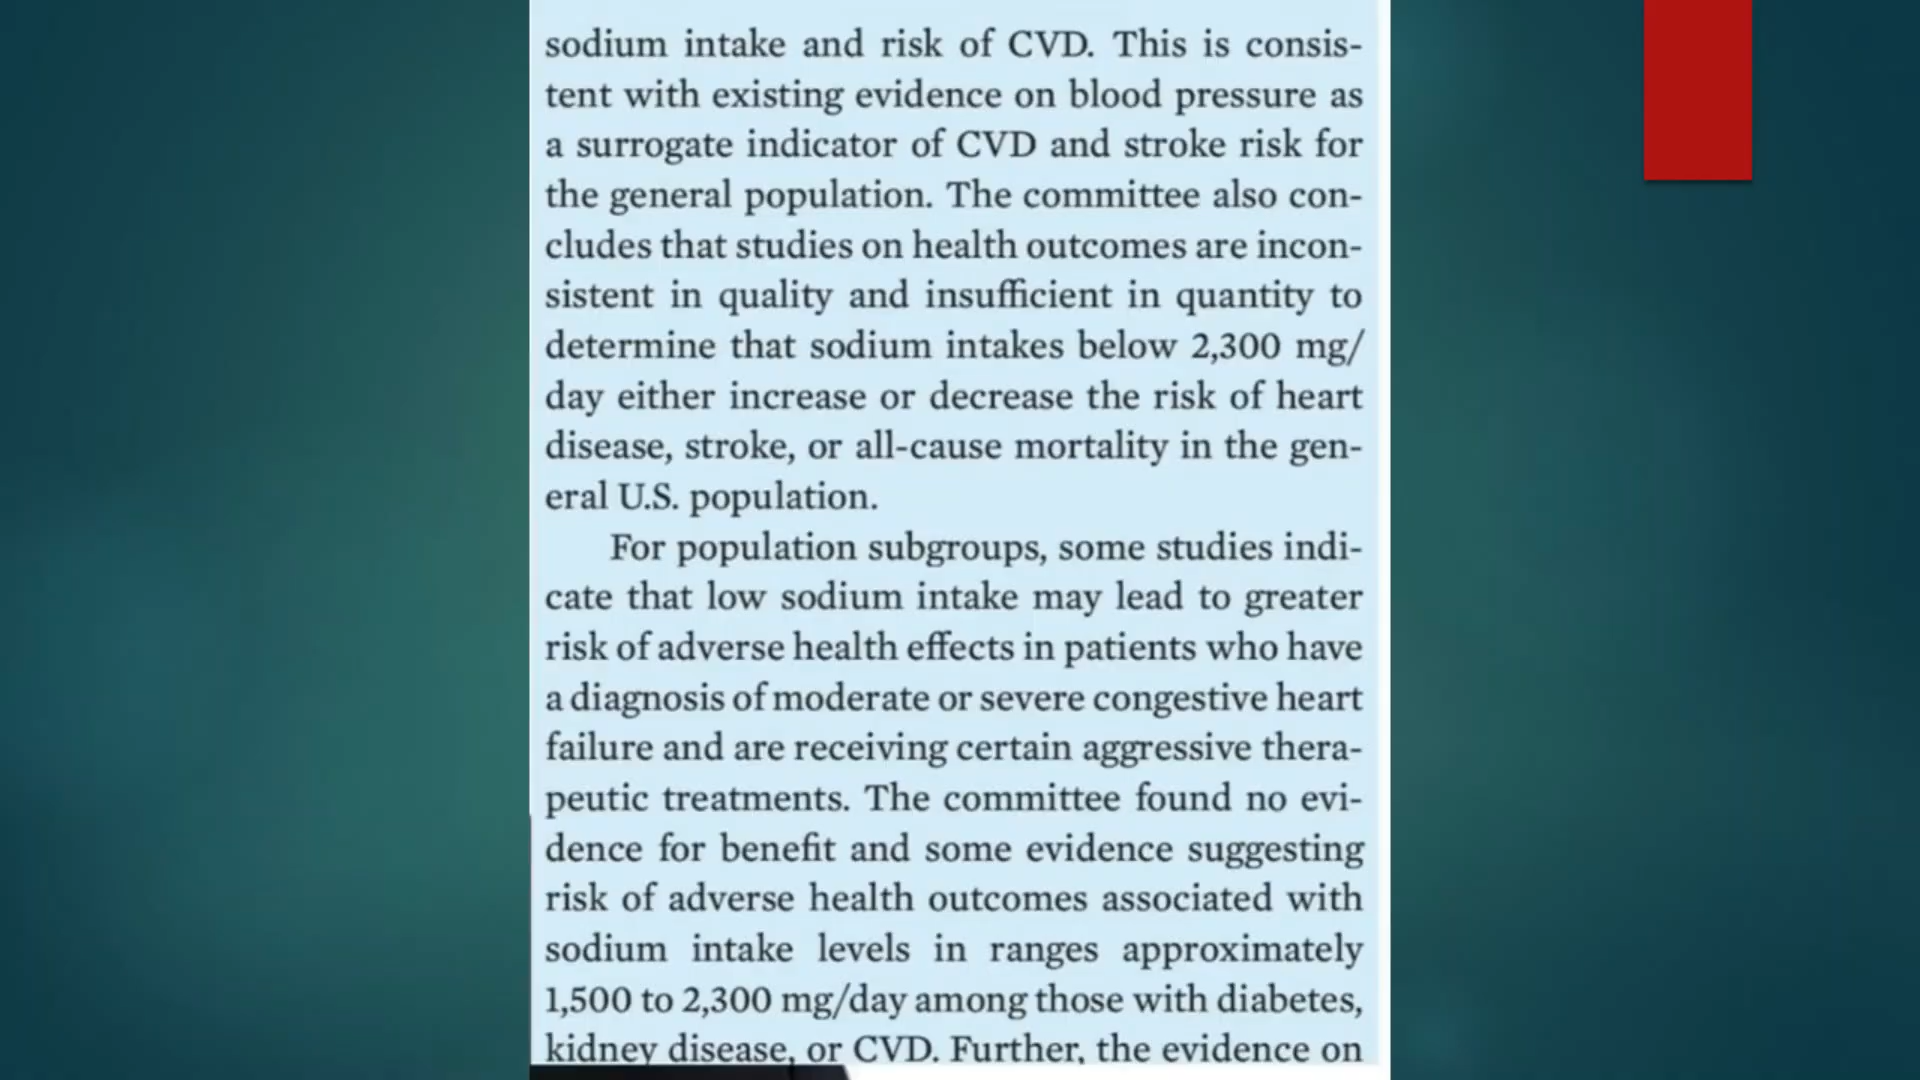 sodium intake and risk of CVD. This is consis-
tent with existing evidence on blood pressure as
a surrogate indicator of CVD and stroke risk for
the general population. The committee also con-
cludes that studies on health outcomes are incon-
sistent in quality and insufficient in quantity to
determine that sodium intakes below 2,300 mg/
day either increase or decrease the risk of heart
disease, stroke, or all-cause mortality in the gen-
eral U.S. population.
For population subgroups, some studies indi-
cate that low sodium intake may lead to greater
risk of adverse health effects in patients who have
a diagnosis of moderate or severe congestive heart
failure and are receiving certain aggressive thera-
peutic treatments. The committee found no evi-
dence for benefit and some evidence suggesting
risk of adverse health outcomes associated with
sodium intake levels in ranges approximately
1,500 to 2,300 mg/day among those with diabetes,
kidney disease, or CVD. Further, the evidence on